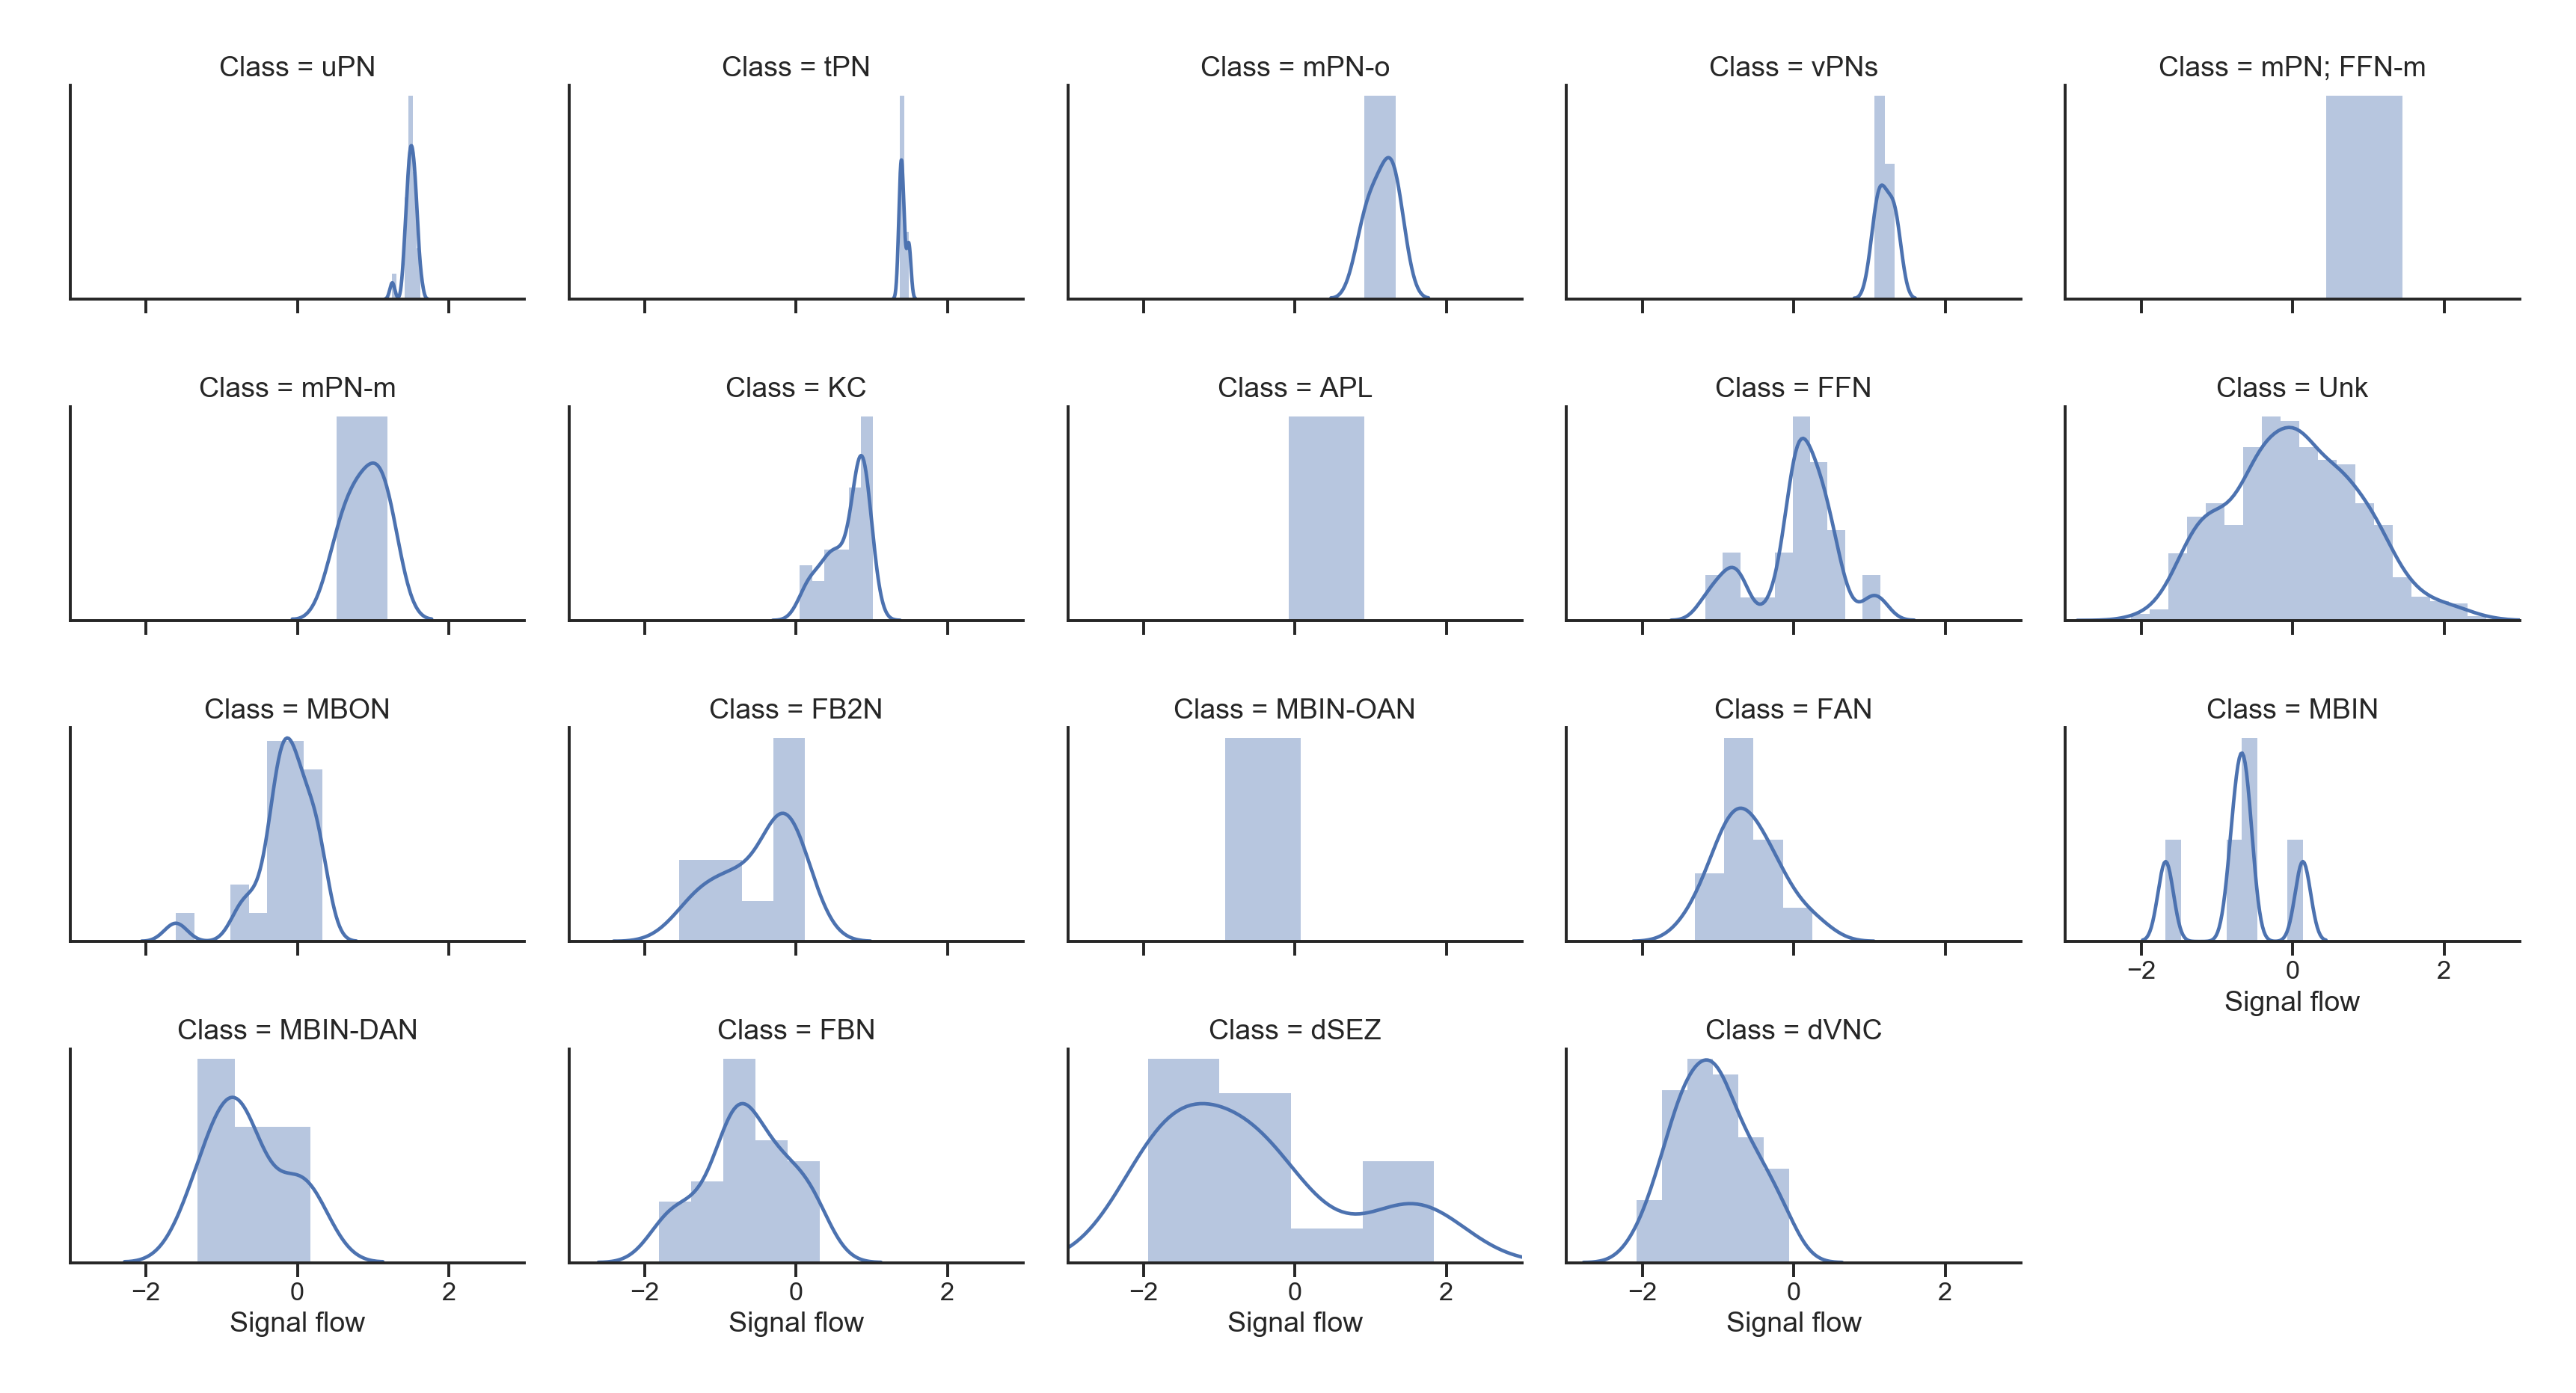 Class = uPN
Class = tPN
Class = mPN-o
Class = vPNs
Class = mPN; FFN-m
Class = mPN-m
Class = KC
Class = APL
Class = FFN
Class = Unk
Class = MBON
Class = FB2N
Class = MBIN-OAN
Class = FAN
Class = MBIN
−2 0 2
Signal flow
Class = MBIN-DAN
Class = FBN
Class = dSEZ
Class = dVNC
−2 0 2
Signal flow
−2 0 2
Signal flow
−2 0 2
Signal flow
−2 0 2
Signal flow